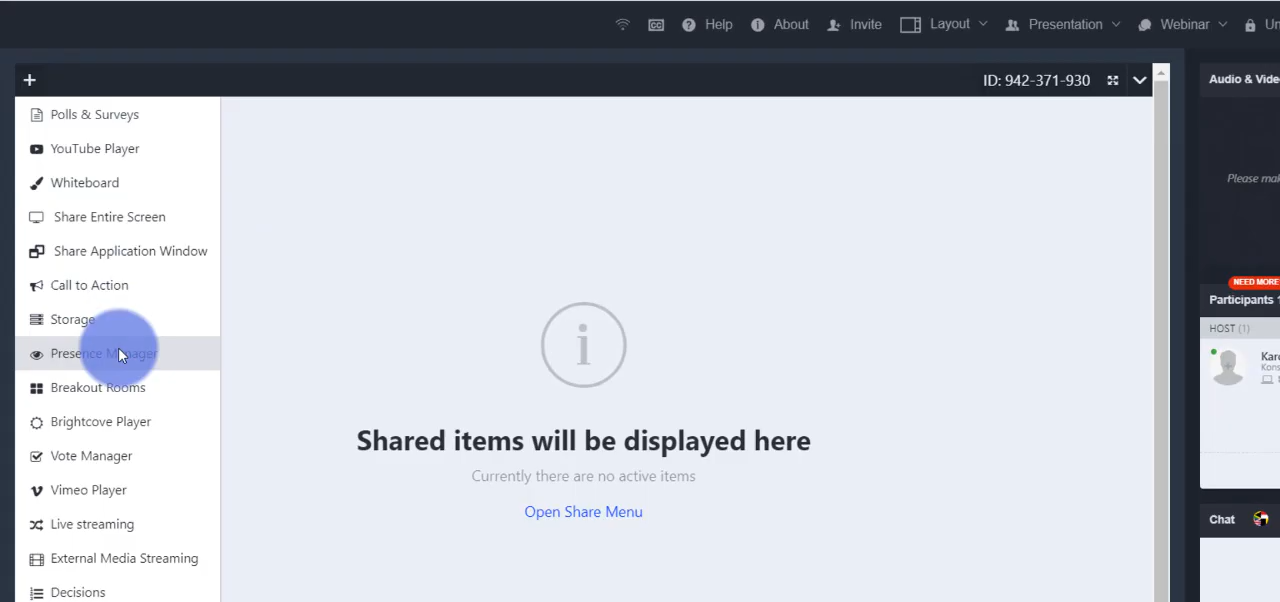 CC Help About Invite Layout Presentation Webinar
ID: 942-371-930
Audio &
Polls & Surveys
YouTube Player
Whiteboard
Please
Share Entire Screen
Share Application Window
Call to Action
NEED MORE
Participants
Storage
HOST (1)
Presence Manager
Breakout Rooms
Brightcove Player
Shared items will be displayed here
Vote Manager
Currently there are no active items
Vimeo Player
Open Share Menu
Live streaming
Chat
External Media Streaming
Decisions